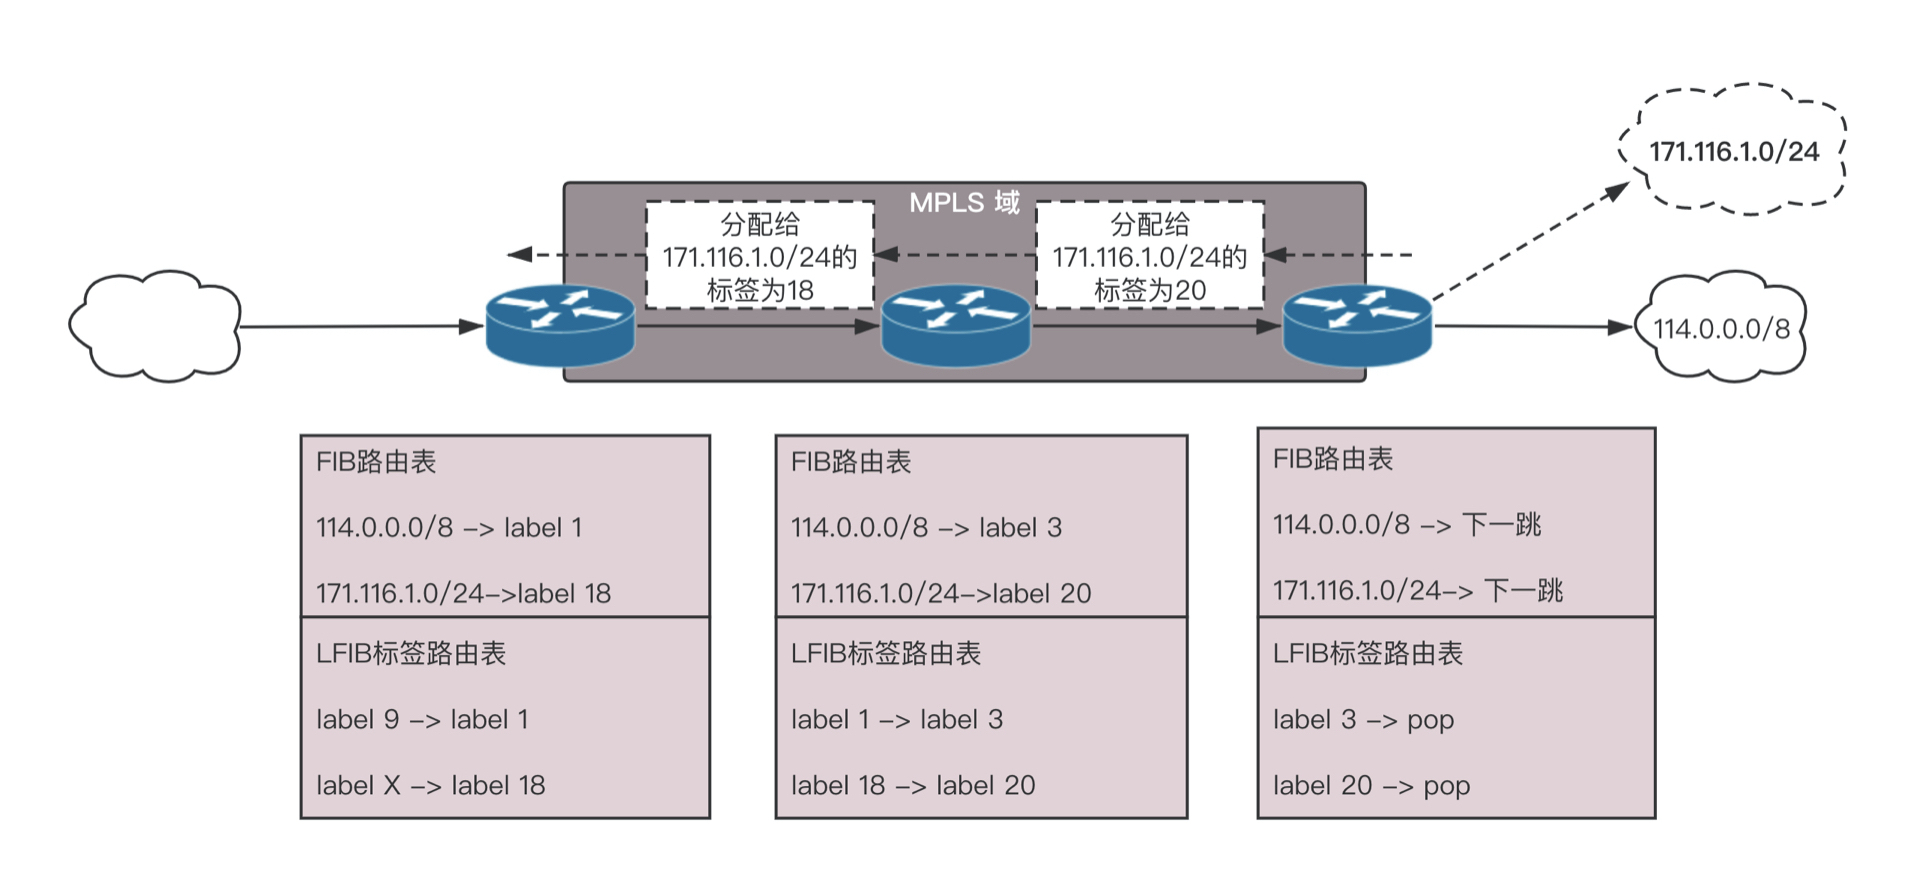 171.116.1.0/24
MPLS 域
分配给
171.116.1.0/24的
标签为18
分配给
171.116.1.0/24的
标签为20
114.0.0.0/8
FIB路由表
114.0.0.0/8 –> label 1
171.116.1.0/24–>label 18
LFIB标签路由表
label 9 –> label 1
label X –> label 18
FIB路由表
114.0.0.0/8 –> label 3
171.116.1.0/24–>label 20
LFIB标签路由表
label 1 –> label 3
label 18 –> label 20
FIB路由表
114.0.0.0/8 –> 下一跳
171.116.1.0/24–> 下一跳
LFIB标签路由表
label 3 –> pop
label 20 –> pop